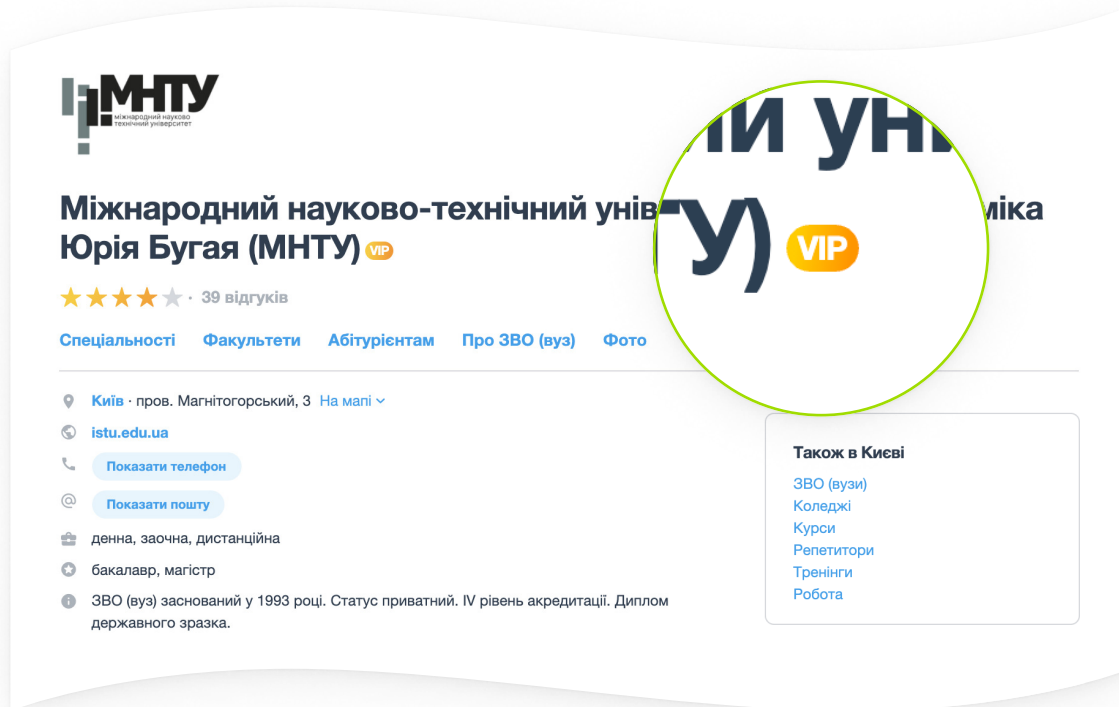 МНТУ
міжнародний науково
технічний університет
Міжнародний науково-технічний унів міка
Юрія Бугая (МНТУ) VIP
ий уні
ТУ) VIP
· 39 відгуків
Спеціальності Факультети Абітурієнтам Про ЗВО (вуз) Фото
Київ · пров. Магнітогорський, 3 На мапі
istu.edu.ua
Показати телефон
Показати пошту
денна, заочна, дистанційна
бакалавр, магістр
ЗВО (вуз) заснований у 1993 році. Статус приватний. IV рівень акредитації. Диплом
державного зразка.
Також в Києві
ЗВО (вузи)
Коледжі
Курси
Репетитори
Тренінги
Робота